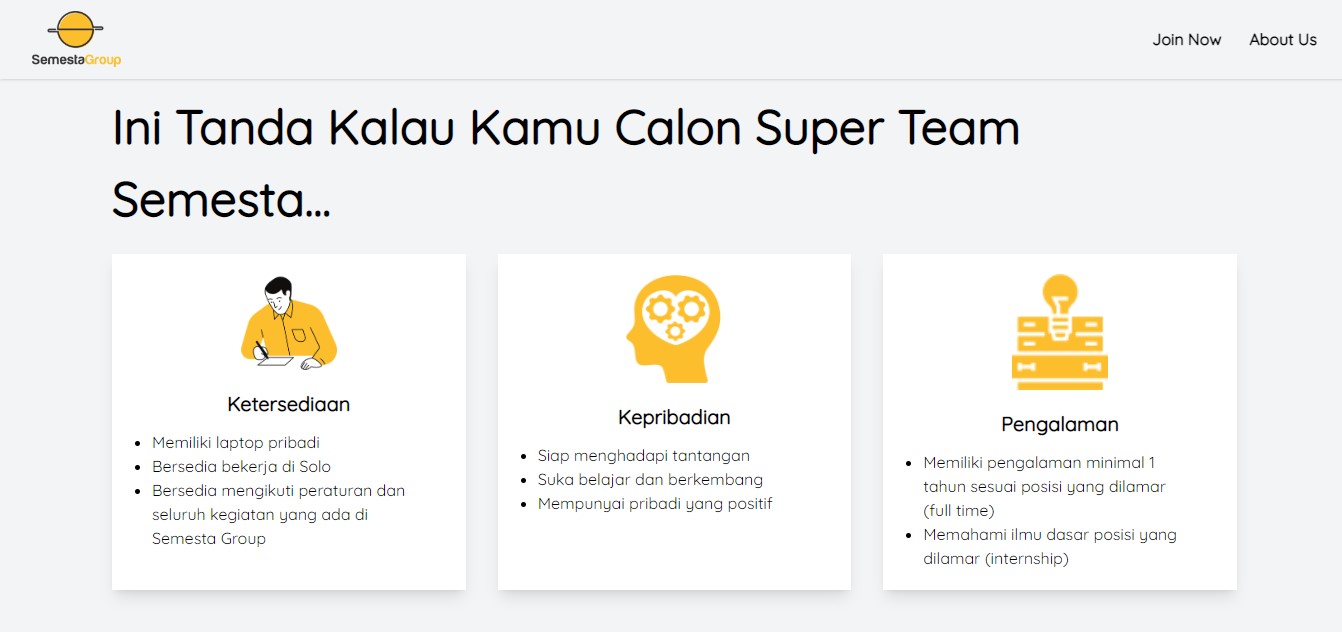 SemestaGroup
Join Now
About Us
Ini Tanda Kalau Kamu Calon Super Team
Semesta...
Ketersediaan
Memiliki laptop pribadi
Bersedia bekerja di Solo
Bersedia mengikuti peraturan dan
seluruh kegiatan yang ada di
Semesta Group
Kepribadian
Siap menghadapi tantangan
Suka belajar dan berkembang
Mempunyai pribadi yang positif
Pengalaman
Memiliki pengalaman minimal 1
tahun sesuai posisi yang dilamar
(full time)
Memahami ilmu dasar posisi yang
dilamar (internship)